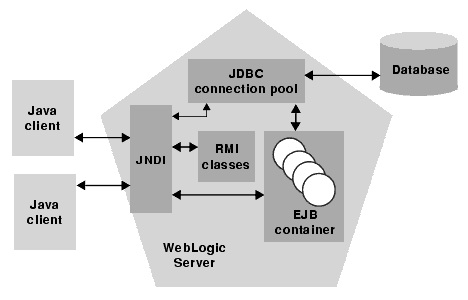 JDBC
connection pool
Database
Java
client
JNDI
RMI
classes
Java
client
EJB
container
WebLogic
Server